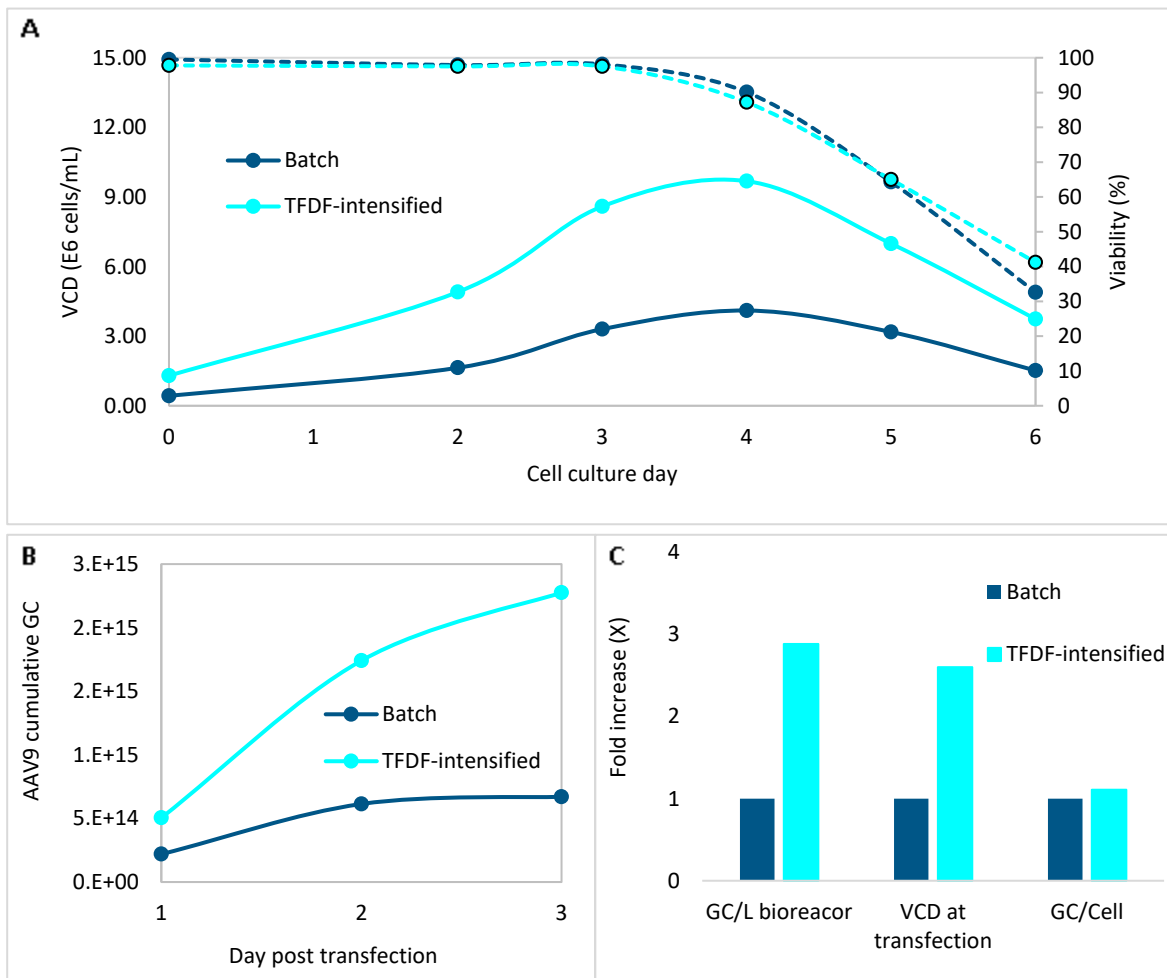 A
15.00
12.00
9.00
6.00
3.00
0.00
VCD (E6 cells/mL)
Batch
TFDF-intensified
100
90
80
70
60
50
40
30
20
10
0
Viability (%)
0 1 2 3 4 5 6
Cell culture day
B
3.E+15
2.E+15
2.E+15
1.E+15
5.E+14
0.E+00
AAV9 cumulative GC
Batch
TFDF-intensified
1 2 3
Day post transfection
C
4
3
2
1
0
Fold increase (X)
Batch
TFDF-intensified
GC/L bioreacor VCD at GC/Cell
transfection